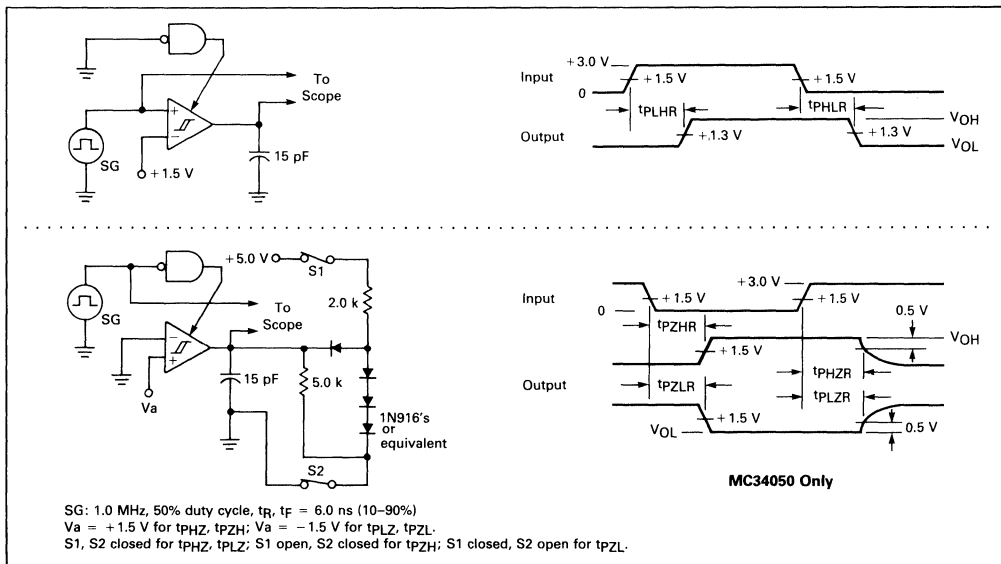 To
Scope
SG
+1.5 V
15 pF
Input
+3.0 V
0
+1.5 V
+1.5 V
tPLHR
tPHLR
Output
+.1.3 V
+1.3 V
VOH
VOL
SG
+5.0 V
S1
2.0 k
To
Scope
15 pF
5.0 k
Va
1N916's
or
equivalent
S2
Input
+3.0 V
0
+1.5 V
+1.5 V
0.5 V
tPZHR
VOH
+1.5 V
tPHZR
Output
tPZLR
tPLZR
VOL
+1.5 V
0.5 V
MC34050 Only
SG: 1.0 MHz, 50% duty cycle, tR, tF = 6.0 ns (10–90%)
Va = +1.5 V for tPHZ, tPZH; Va = −1.5 V for tPLZ, tPZL.
S1, S2 closed for tPHZ, tPLZ; S1 open, S2 closed for tPZH; S1 closed, S2 open for tPZL.